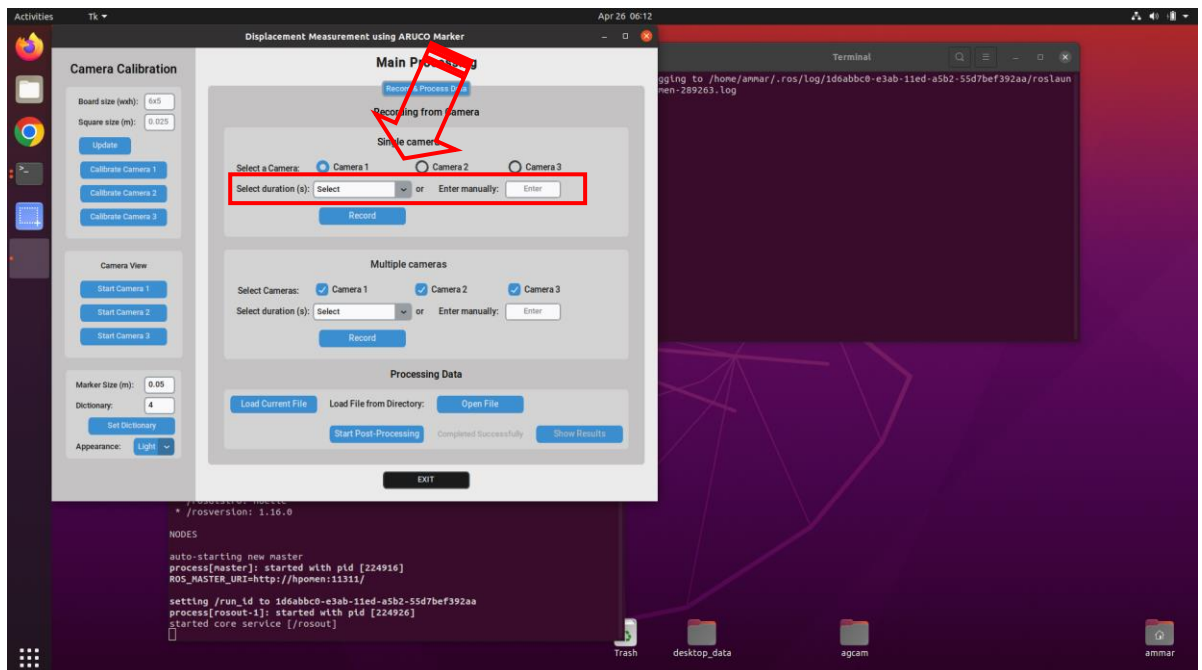 Activities
Tk
Apr 26 06:12
Displacement Measurement using ARUCO Marker
Camera Calibration
Board size (wxh): 6x5
Square size (m): 0.025
Update
Calibrate Camera 1
Calibrate Camera 2
Calibrate Camera 3
Camera View
Start Camera 1
Start Camera 2
Start Camera 3
Marker Size (m): 0.05
Dictionary: 4
Set Dictionary
Appearance: Light
Main Processing
Record & Process Data
Recording from Camera
Single camera
Select a Camera: Camera 1 Camera 2 Camera 3
Select duration (s): Select or Enter manually: Enter
Record
Multiple cameras
Select Cameras: Camera 1 Camera 2 Camera 3
Select duration (s): Select or Enter manually: Enter
Record
Processing Data
Load Current File Load File from Directory: Open File
Start Post-Processing Completed Successfully Show Results
EXIT
Terminal
gging to /home/ammar/.ros/log/1d6abbc0-e3ab-11ed-a5b2-55d7bef392aa/roslaun
men-289263.log
* /rosversion: 1.16.0
NODES
auto-starting new master
process[master]: started with pid [224916]
ROS_MASTER_URI=http://hpomen:11311/
setting /run_id to 1d6abbc0-e3ab-11ed-a5b2-55d7bef392aa
process[rosout-1]: started with pid [224926]
started core service [/rosout]
Trash
desktop_data
agcam
ammar